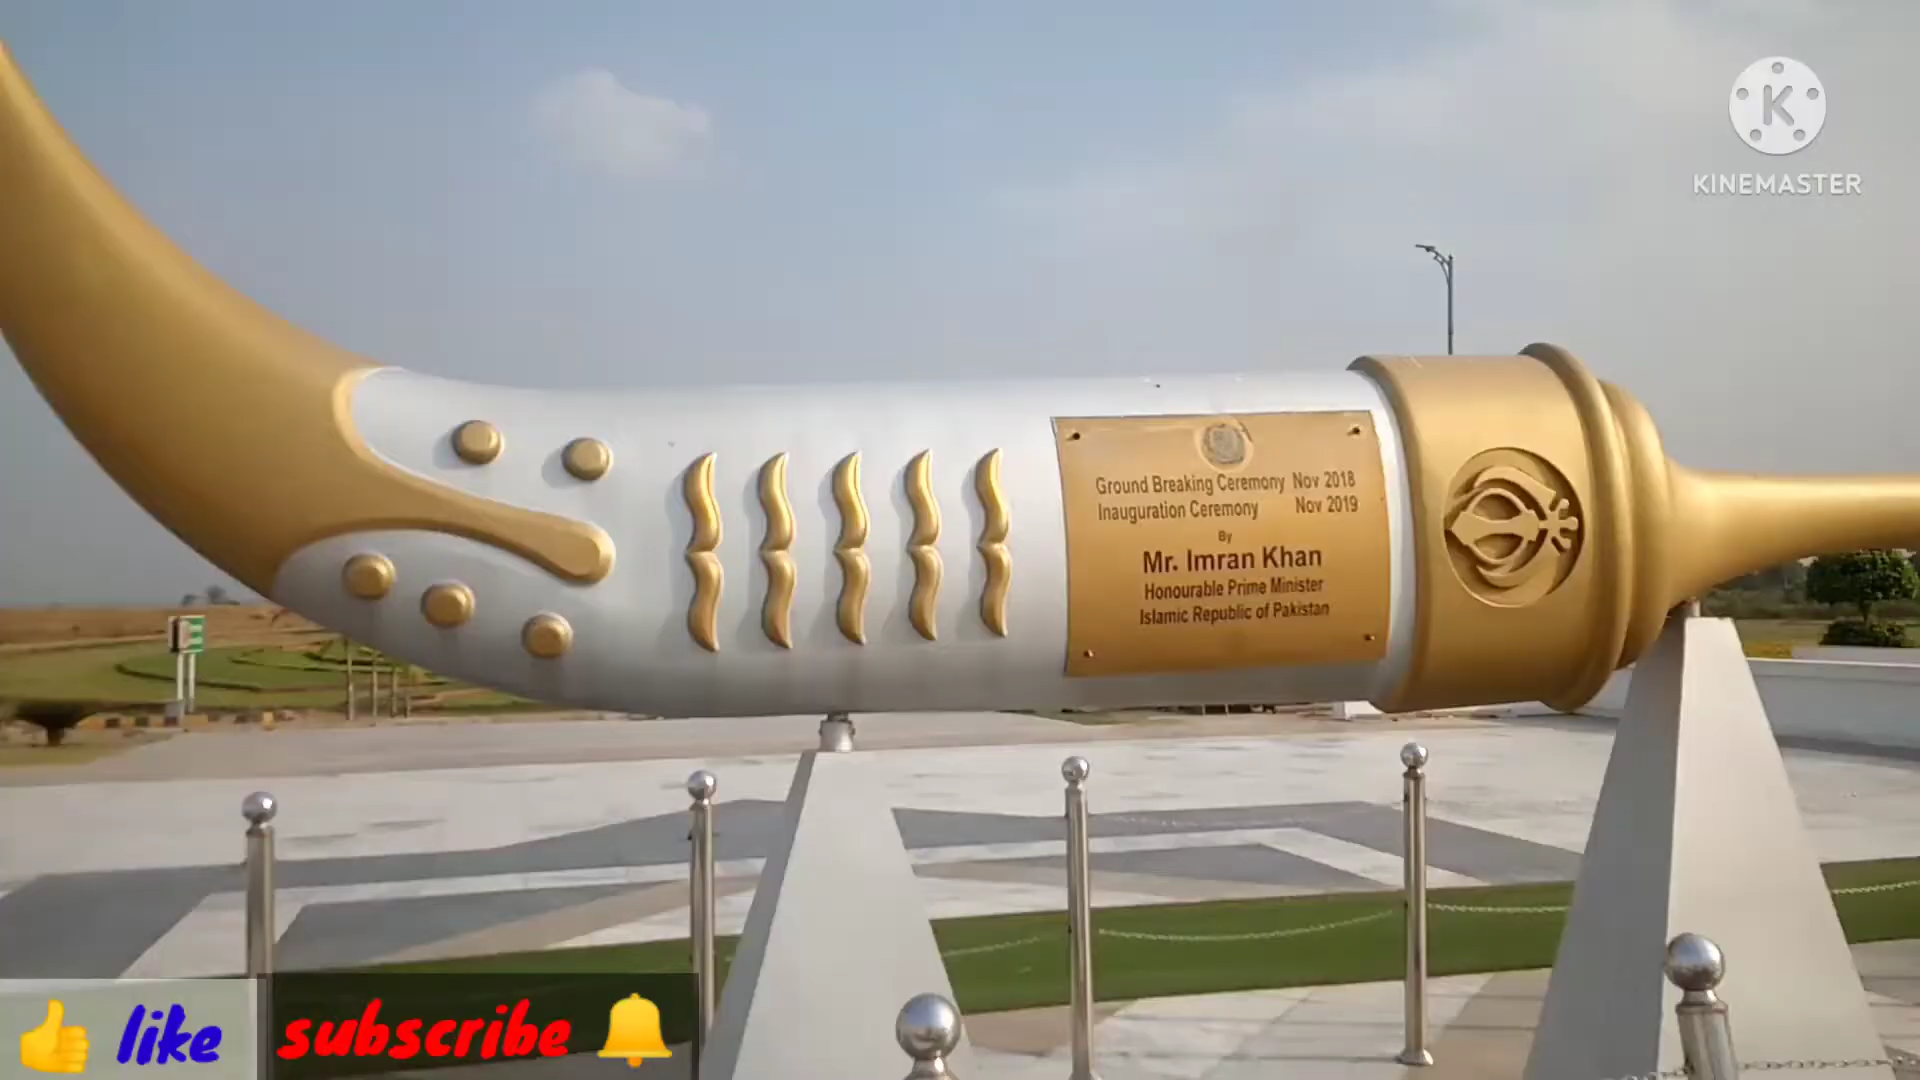 K
KINEMASTER
Ground Breaking Ceremony Nov 2018
Inauguration Ceremony Nov 2019
By
Mr. Imran Khan
Honourable Prime Minister
Islamic Republic of Pakistan
like
subscribe